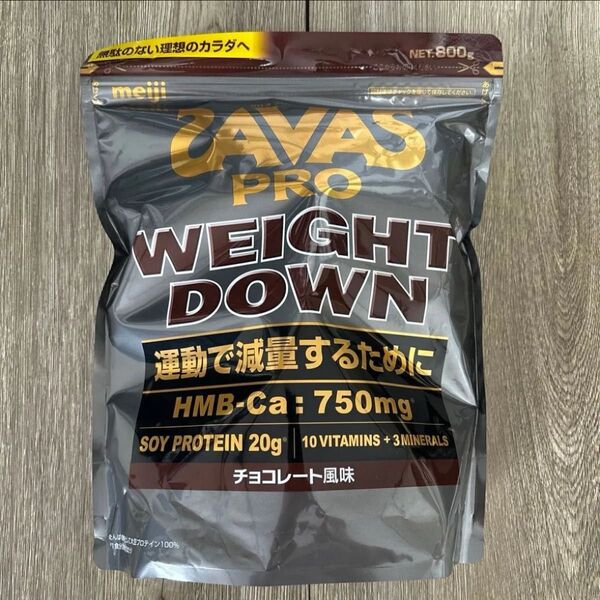 無駄のない理想のカラダへ
NET.800g
meiji
SAVAS
PRO
WEIGHT
DOWN
運動で減量するために
HMB-Ca: 750mg
SOY PROTEIN 20g 10 VITAMINS + 3 MINERALS
チョコレート風味